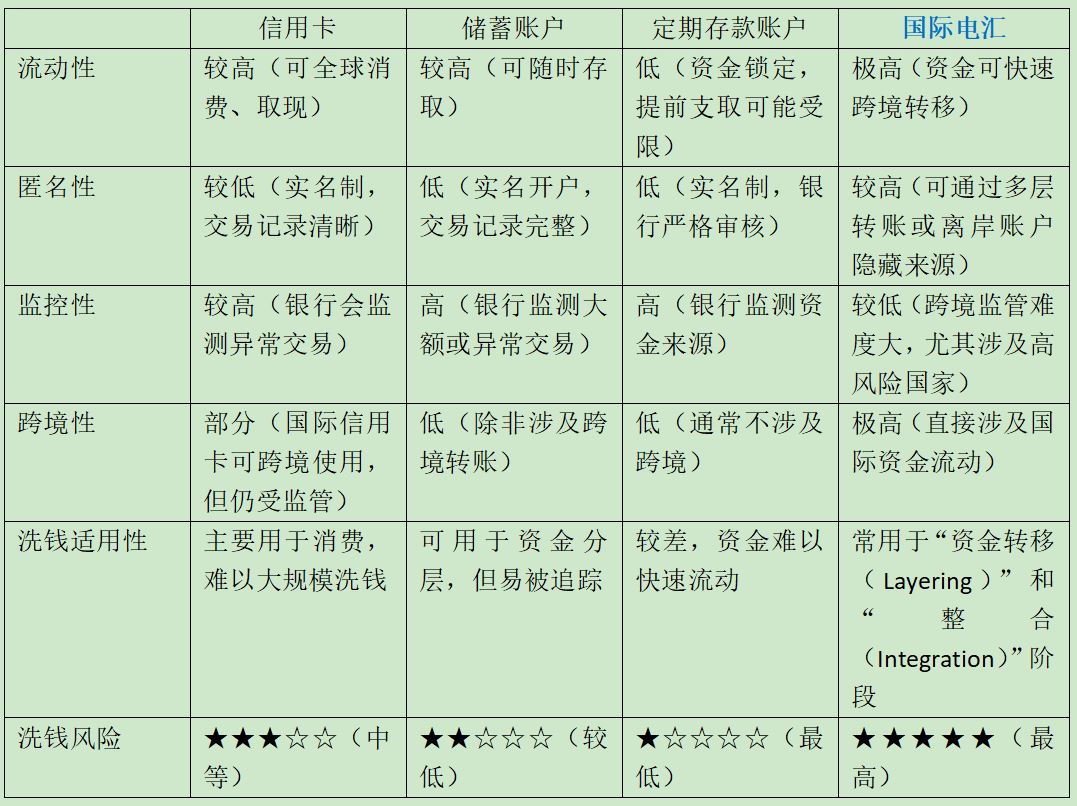 信用卡 储蓄账户 定期存款账户 国际电汇
流动性 较高（可全球消 较高（可随时存 低（资金锁定， 极高（资金可快速
费、取现） 取） 提前支取可能受 跨境转移）
限）
匿名性 较低（实名制， 低（实名开户， 低（实名制，银 较高（可通过多层
交易记录清晰） 交易记录完整） 行严格审核） 转账或离岸账户
隐藏来源）
监控性 较高（银行会监 高（银行监测大 高（银行监测资 较低（跨境监管难
测异常交易） 额或异常交易） 金来源） 度大，尤其涉及高
风险国家）
跨境性 部分（国际信用 低（除非涉及跨 低（通常不涉及 极高（直接涉及国
卡可跨境使用， 境转账） 跨境） 际资金流动）
但仍受监管）
洗钱适用性 主要用于消费， 可用于资金分 较差，资金难以 常用于“资金转移
难以大规模洗钱 层，但易被追踪 快速流动 （Layering）”和
“整合
（Integration）”阶
段
洗钱风险 ★★★☆☆（中 ★★☆☆☆（较 ★☆☆☆☆（最 ★★★★★（最
等） 低） 低） 高）